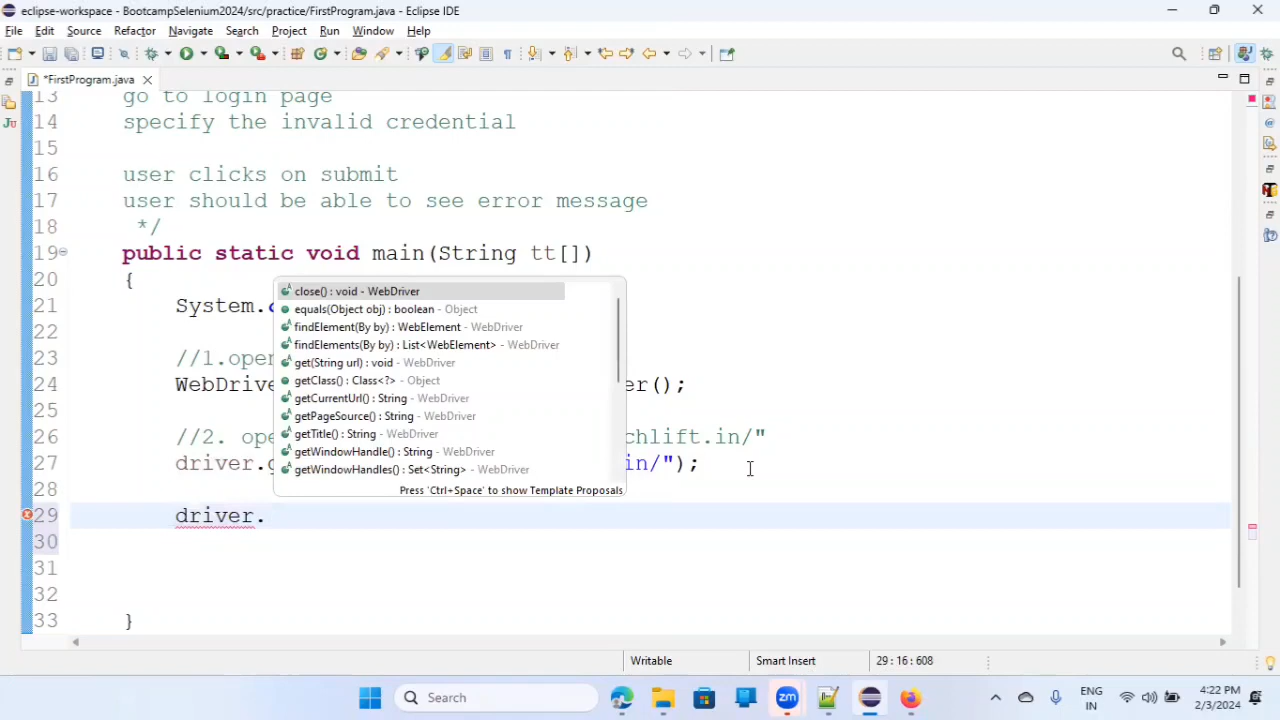 eclipse-workspace - BootcampSelenium2024/src/practice/FirstProgram.java - Eclipse IDE
File Edit Source Refactor Navigate Search Project Run Window Help
*FirstProgram.java
13 go to login page
14 specify the invalid credential
15
16 user clicks on submit
17 user should be able to see error message
18 */
19 public static void main(String tt[])
20 {
21 System.
22
23 //1.open
24 WebDrive er();
25
26 //2. ope chlift.in/"
27 driver.g in/");
28
29 driver.
30
31
32
33 }
close() : void - WebDriver
equals(Object obj) : boolean - Object
findElement(By by) : WebElement - WebDriver
findElements(By by) : List<WebElement> - WebDriver
get(String url) : void - WebDriver
getClass() : Class<?> - Object
getCurrentUrl() : String - WebDriver
getPageSource() : String - WebDriver
getTitle() : String - WebDriver
getWindowHandle() : String - WebDriver
getWindowHandles() : Set<String> - WebDriver
Press 'Ctrl+Space' to show Template Proposals
Writable Smart Insert 29 : 16 : 608
Search
ENG
IN
4:22 PM
2/3/2024